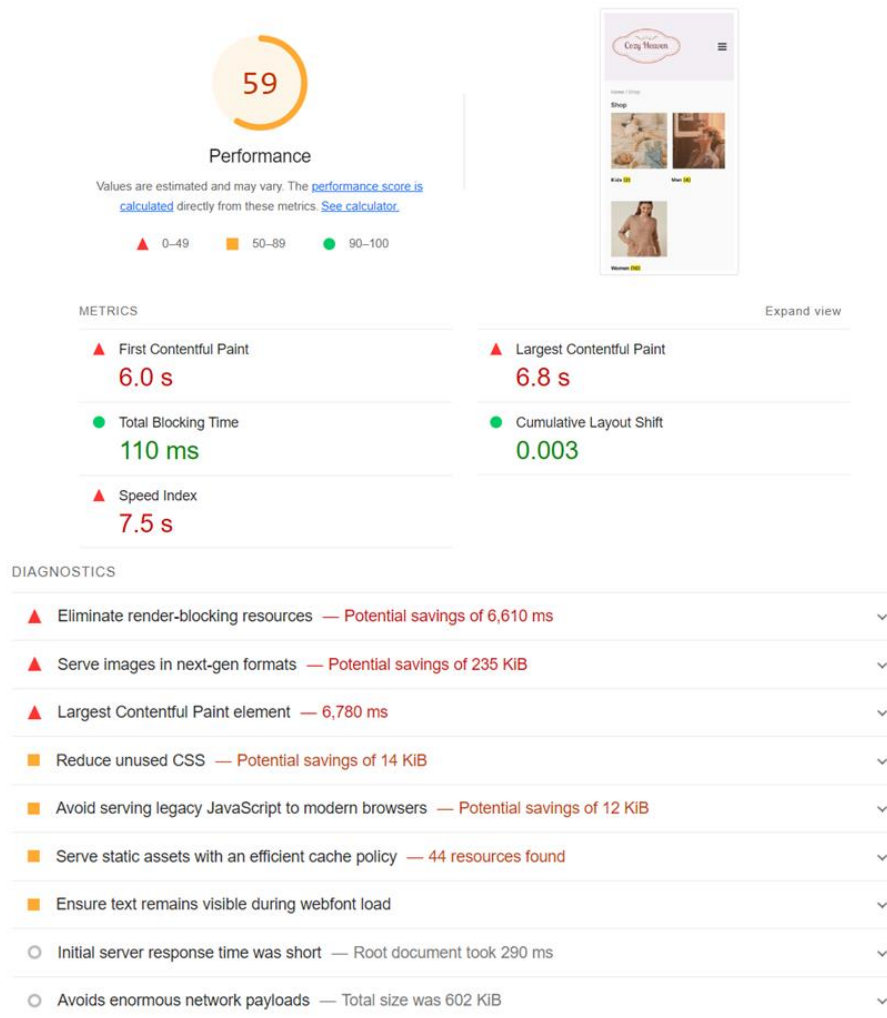 59
Performance
Values are estimated and may vary. The performance score is
calculated directly from these metrics. See calculator.
0–49 50–89 90–100
Cozy Heaven
Home / Shop
Shop
Kids (2) Men (4)
METRICS
Expand view
First Contentful Paint
6.0 s
Largest Contentful Paint
6.8 s
Total Blocking Time
110 ms
Cumulative Layout Shift
0.003
Speed Index
7.5 s
DIAGNOSTICS
Eliminate render-blocking resources — Potential savings of 6,610 ms
Serve images in next-gen formats — Potential savings of 235 KiB
Largest Contentful Paint element — 6,780 ms
Reduce unused CSS — Potential savings of 14 KiB
Avoid serving legacy JavaScript to modern browsers — Potential savings of 12 KiB
Serve static assets with an efficient cache policy — 44 resources found
Ensure text remains visible during webfont load
Initial server response time was short — Root document took 290 ms
Avoids enormous network payloads — Total size was 602 KiB